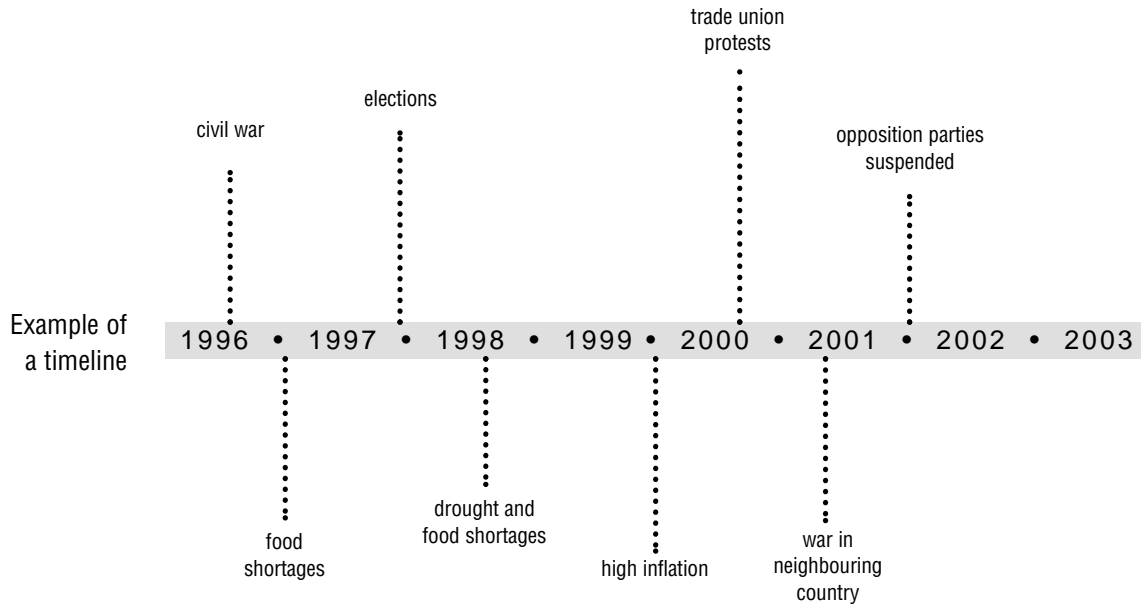 trade union
protests
elections
civil war
opposition parties
suspended
Example of
a timeline
1996 • 1997 • 1998 • 1999 • 2000 • 2001 • 2002 • 2003
food
shortages
drought and
food shortages
high inflation
war in
neighbouring
country